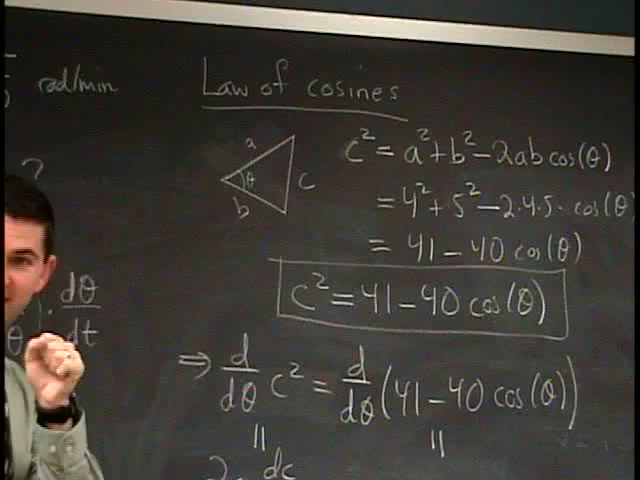 rad/min
Law of cosines
a
θ
c
b
c² = a² + b² - 2ab cos(θ)
= 4² + 5² - 2·4·5· cos(θ)
= 41 - 40 cos(θ)
?
c² = 41 - 40 cos(θ)
θ) · dθ/dt
⇒ d/dθ c² = d/dθ (41 - 40 cos(θ))
= =
dc